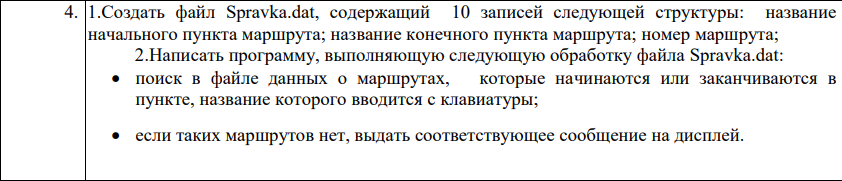 4. 1.Создать файл Spravka.dat, содержащий 10 записей следующей структуры: название
начального пункта маршрута; название конечного пункта маршрута; номер маршрута;
2.Написать программу, выполняющую следующую обработку файла Spravka.dat:
• поиск в файле данных о маршрутах, которые начинаются или заканчиваются в
пункте, название которого вводится с клавиатуры;
• если таких маршрутов нет, выдать соответствующее сообщение на дисплей.